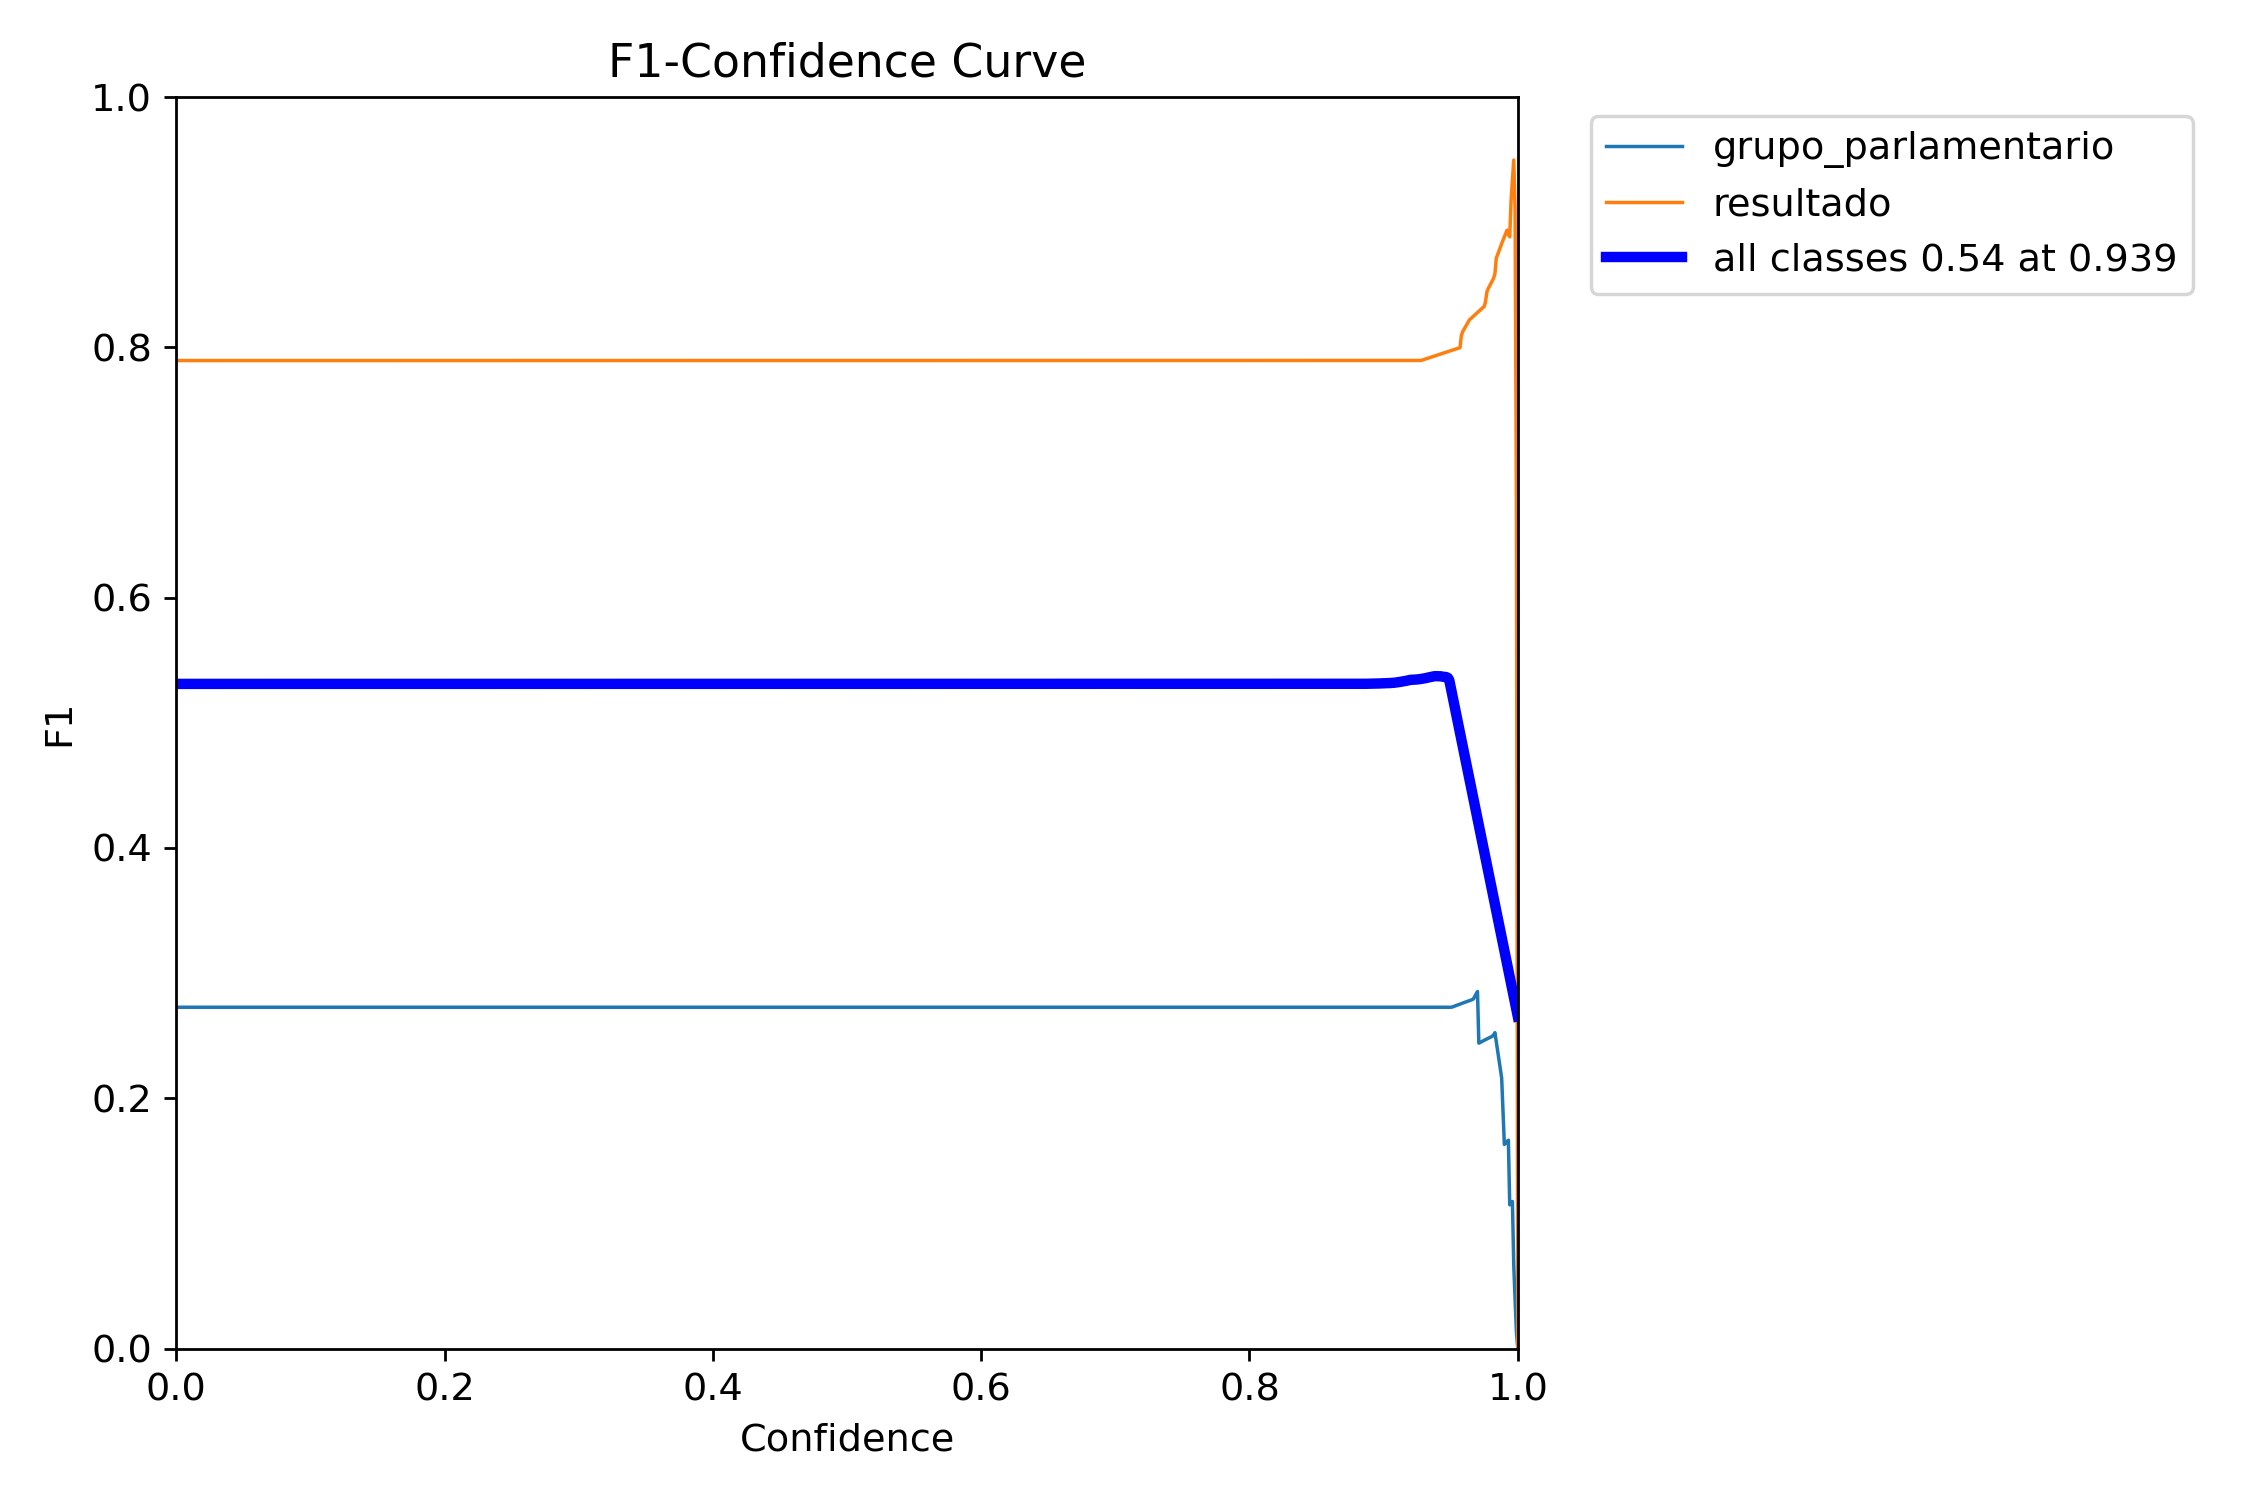 F1-Confidence Curve
1.0
0.8
0.6
0.4
0.2
0.0
F1
0.0 0.2 0.4 0.6 0.8 1.0
Confidence
grupo_parlamentario
resultado
all classes 0.54 at 0.939